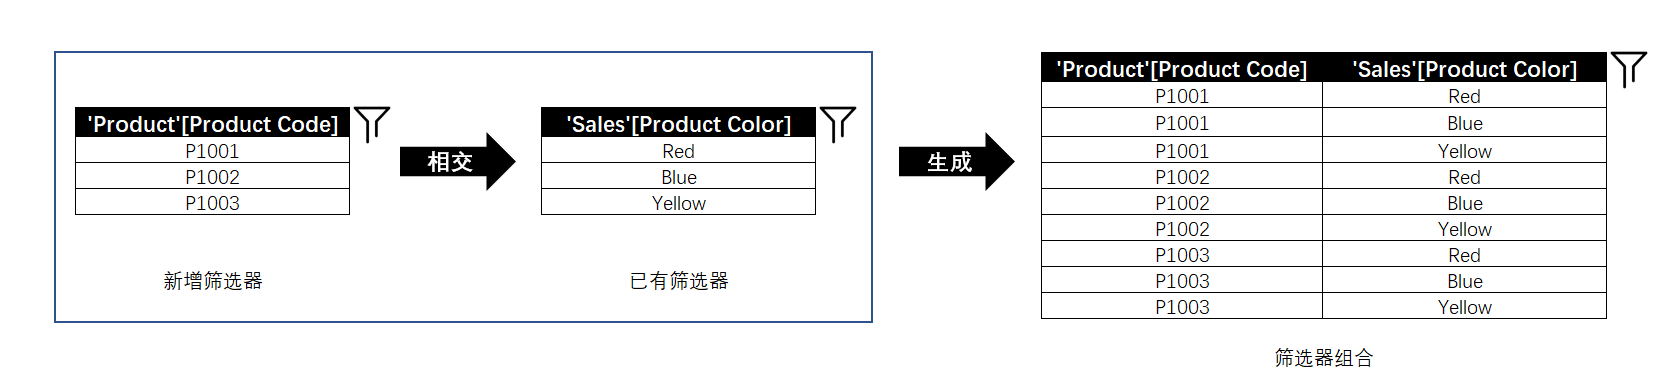 'Product'[Product Code]
P1001
P1002
P1003
新增筛选器
相交
'Sales'[Product Color]
Red
Blue
Yellow
已有筛选器
生成
'Product'[Product Code] 'Sales'[Product Color]
P1001 Red
P1001 Blue
P1001 Yellow
P1002 Red
P1002 Blue
P1002 Yellow
P1003 Red
P1003 Blue
P1003 Yellow
筛选器组合